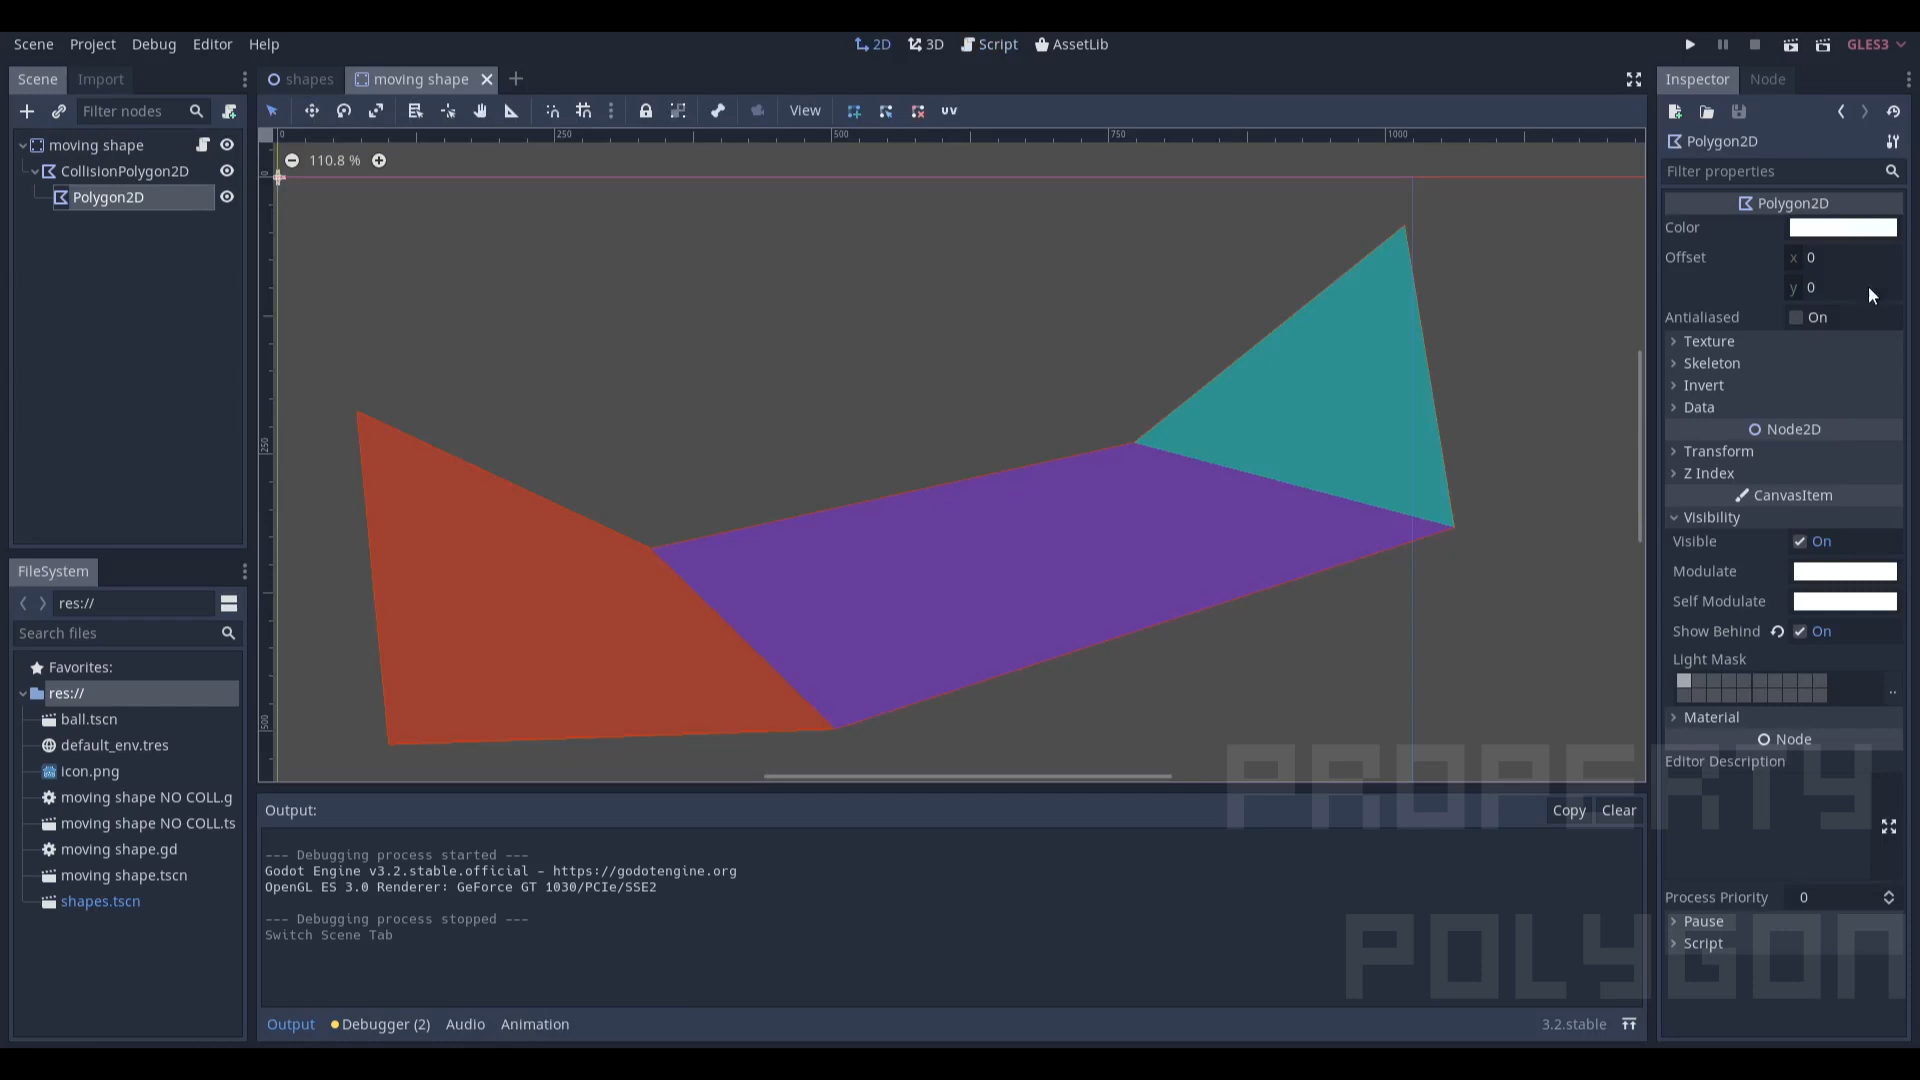 Scene Project Debug Editor Help
2D 3D Script AssetLib
GLES3
Scene Import
shapes moving shape
Inspector Node
Filter nodes
View
UV
moving shape
CollisionPolygon2D
Polygon2D
0 250 500 750 1000
110.8 %
0
250
500
Polygon2D
Filter properties
Polygon2D
Color
Offset x 0
y 0
Antialiased On
Texture
Skeleton
Invert
Data
Node2D
Transform
Z Index
CanvasItem
Visibility
Visible On
Modulate
Self Modulate
Show Behind On
Light Mask
..
Material
Node
Editor Description
Process Priority 0
Pause
Script
FileSystem
res://
Search files
Favorites:
res://
ball.tscn
default_env.tres
icon.png
moving shape NO COLL.g
moving shape NO COLL.ts
moving shape.gd
moving shape.tscn
shapes.tscn
Output:
Copy Clear
--- Debugging process started ---
Godot Engine v3.2.stable.official - https://godotengine.org
OpenGL ES 3.0 Renderer: GeForce GT 1030/PCIe/SSE2
--- Debugging process stopped ---
Switch Scene Tab
Output Debugger (2) Audio Animation
3.2.stable
PROPERTY
POLYGON